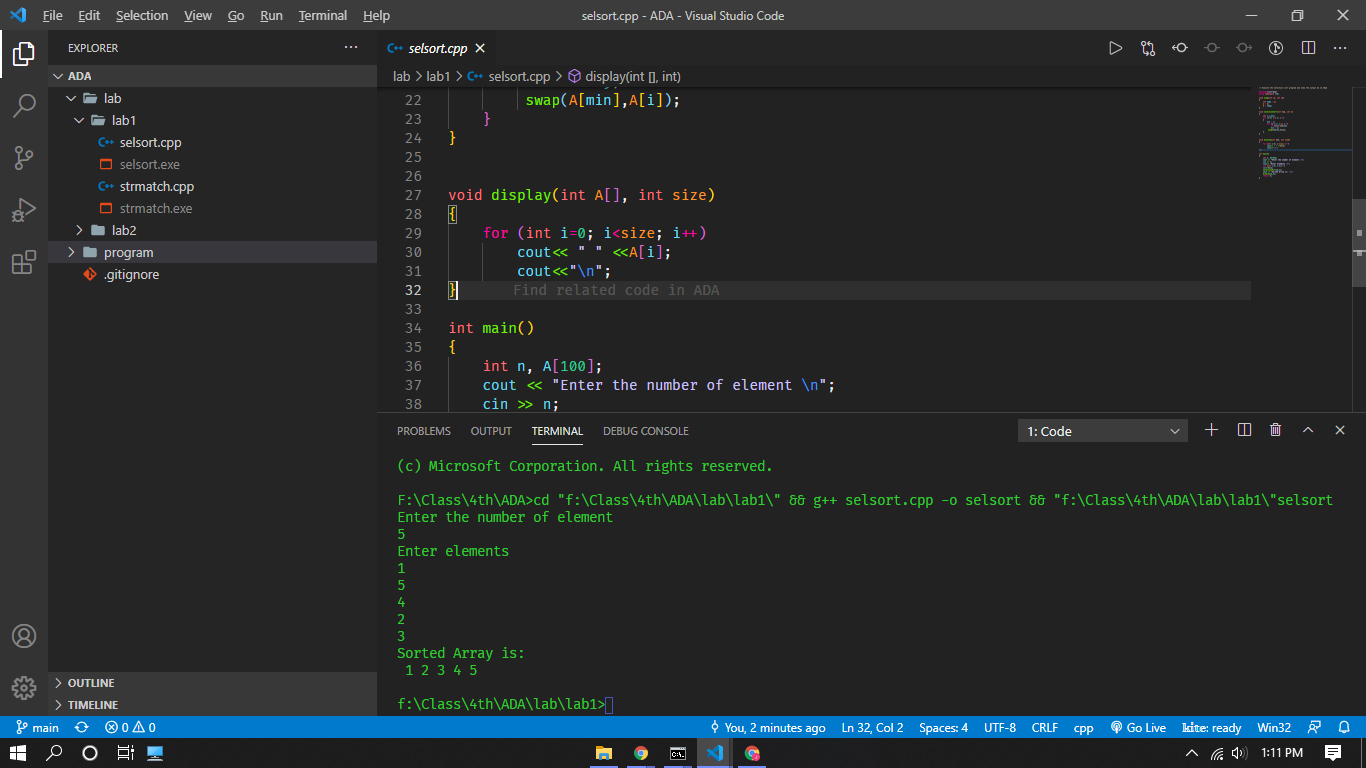 File Edit Selection View Go Run Terminal Help selsort.cpp - ADA - Visual Studio Code
EXPLORER
ADA
lab
lab1
selsort.cpp
selsort.exe
strmatch.cpp
strmatch.exe
lab2
program
.gitignore
OUTLINE
TIMELINE
selsort.cpp
lab > lab1 > selsort.cpp > display(int [], int)
22 swap(A[min],A[i]);
23 }
24 }
25
26
27 void display(int A[], int size)
28 {
29 for (int i=0; i<size; i++)
30 cout<< " " <<A[i];
31 cout<<"\n";
32 } Find related code in ADA
33
34 int main()
35 {
36 int n, A[100];
37 cout << "Enter the number of element \n";
38 cin >> n;
PROBLEMS OUTPUT TERMINAL DEBUG CONSOLE 1: Code
(c) Microsoft Corporation. All rights reserved.
F:\Class\4th\ADA>cd "f:\Class\4th\ADA\lab\lab1\" && g++ selsort.cpp -o selsort && "f:\Class\4th\ADA\lab\lab1\"selsort
Enter the number of element
5
Enter elements
1
5
4
2
3
Sorted Array is:
1 2 3 4 5
f:\Class\4th\ADA\lab\lab1>
main 0 0 You, 2 minutes ago Ln 32, Col 2 Spaces: 4 UTF-8 CRLF cpp Go Live kite: ready Win32
1:11 PM